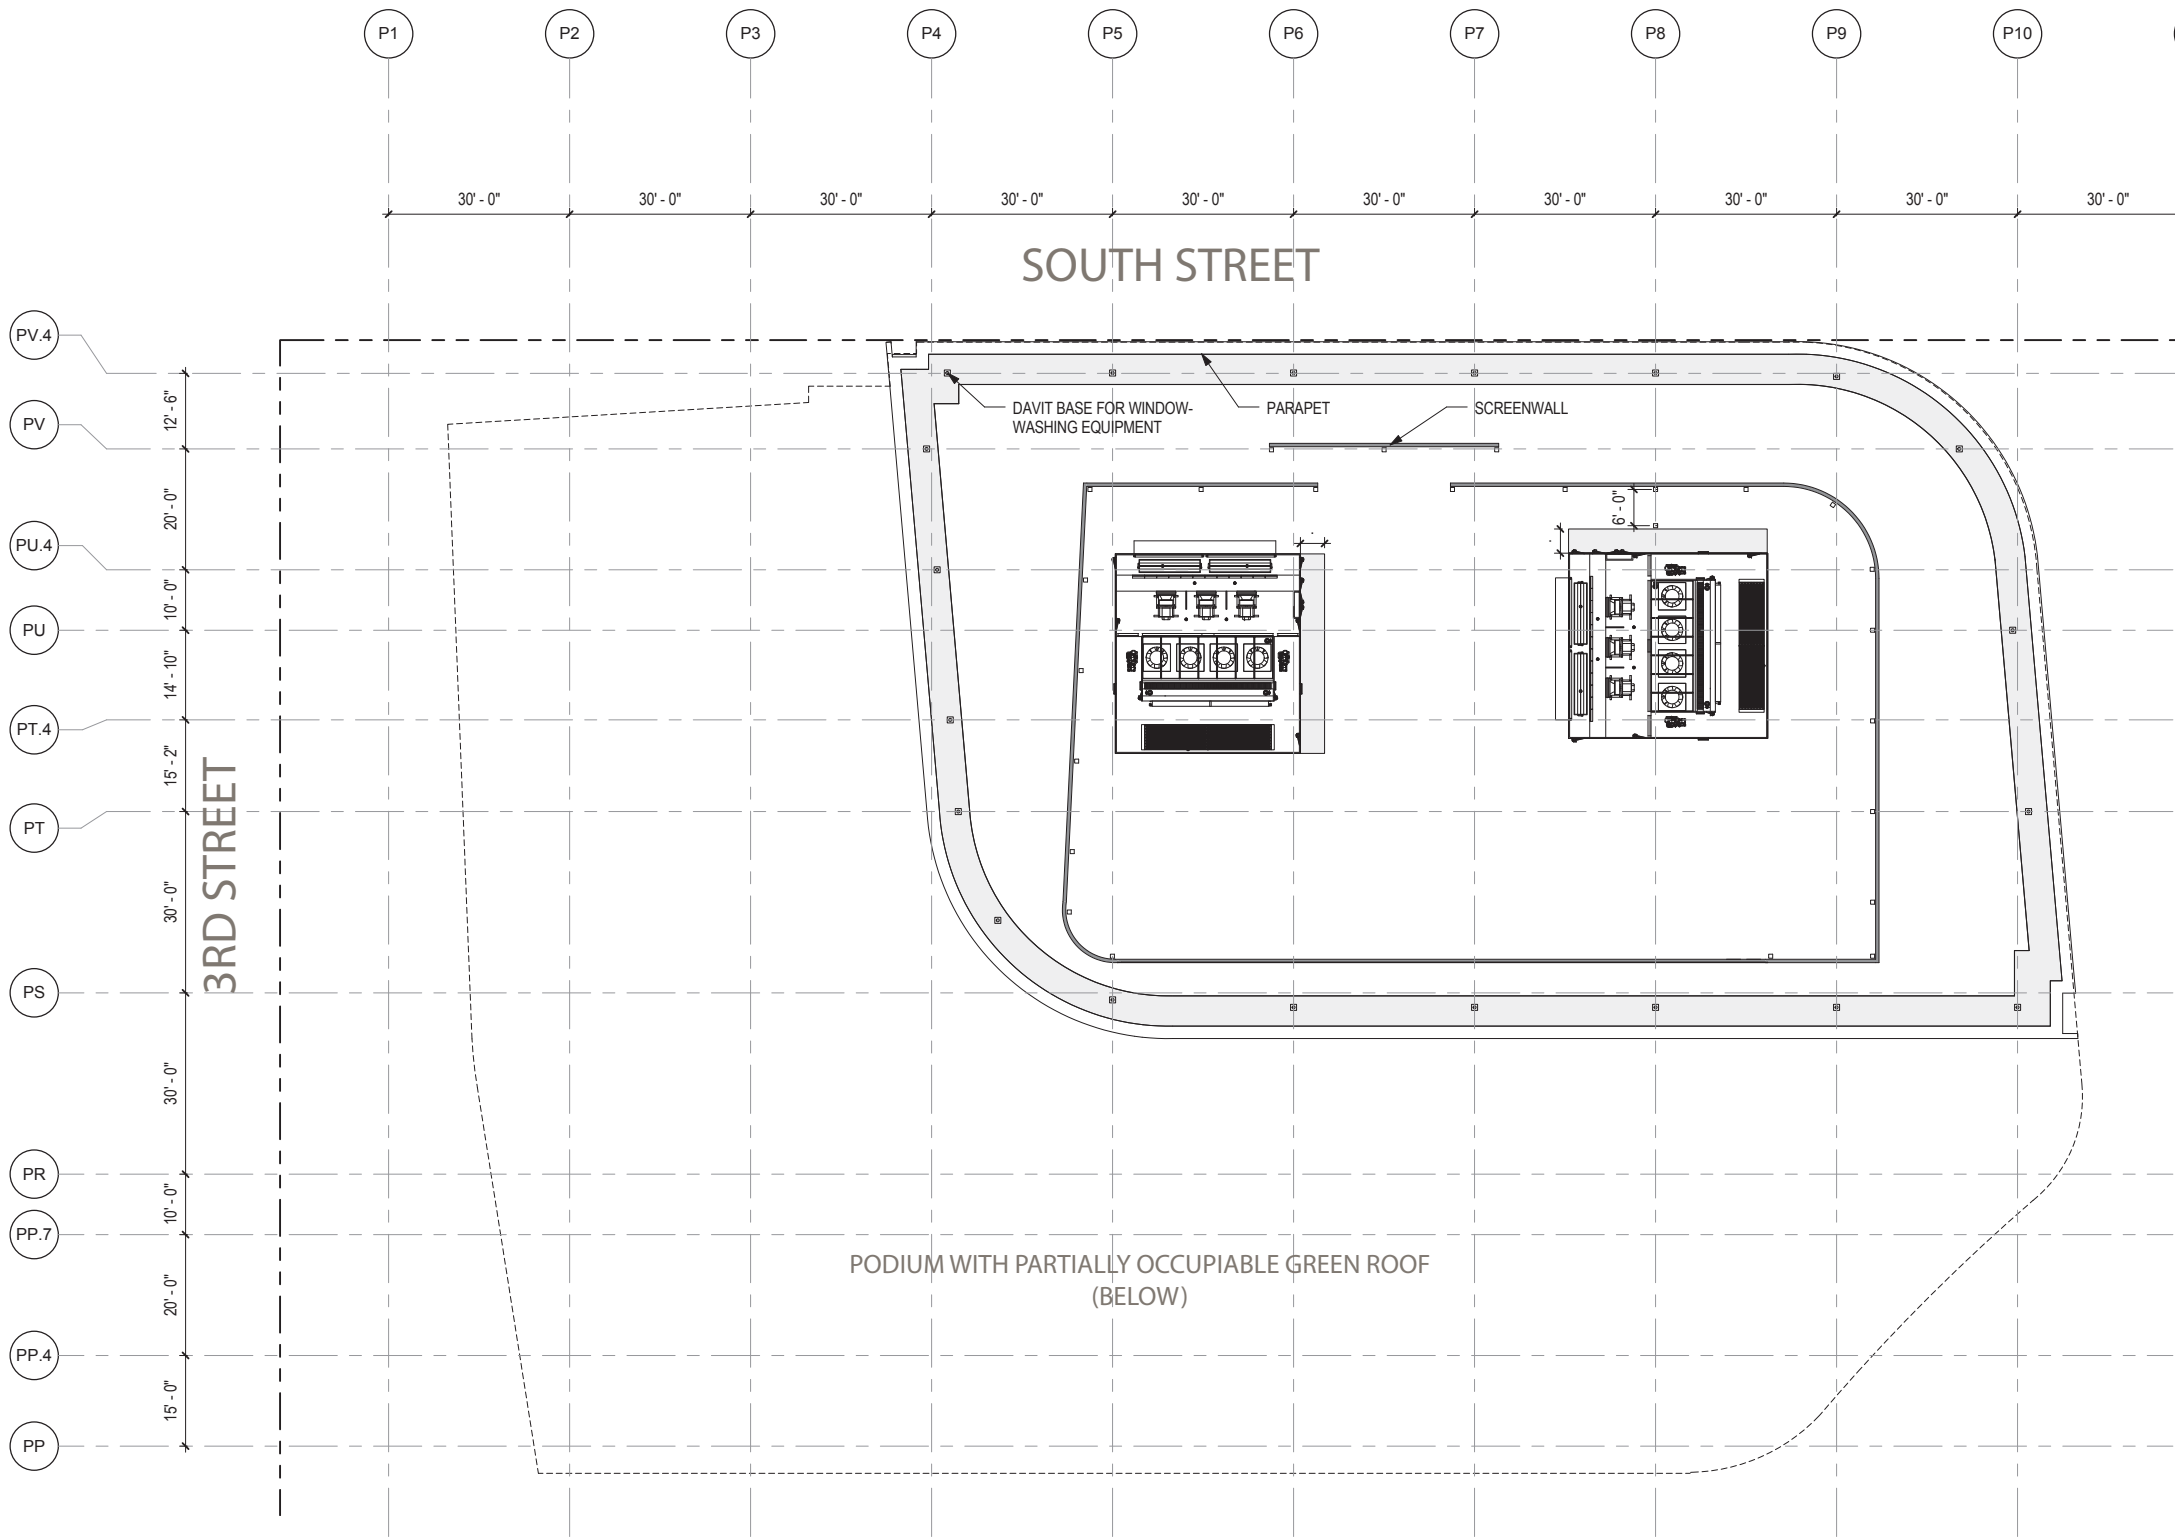 P1 P2 P3 P4 P5 P6 P7 P8 P9 P10
30' - 0" 30' - 0" 30' - 0" 30' - 0" 30' - 0" 30' - 0" 30' - 0" 30' - 0" 30' - 0" 30' - 0"
SOUTH STREET
PV.4
12' - 6"
PV
DAVIT BASE FOR WINDOW-
WASHING EQUIPMENT
PARAPET
SCREENWALL
20' - 0"
6' - 0"
PU.4
10' - 0"
PU
14' - 10"
PT.4
15' - 2"
PT
3RD STREET
30' - 0"
PS
30' - 0"
PR
10' - 0"
PP.7
PODIUM WITH PARTIALLY OCCUPIABLE GREEN ROOF
(BELOW)
20' - 0"
PP.4
15' - 0"
PP